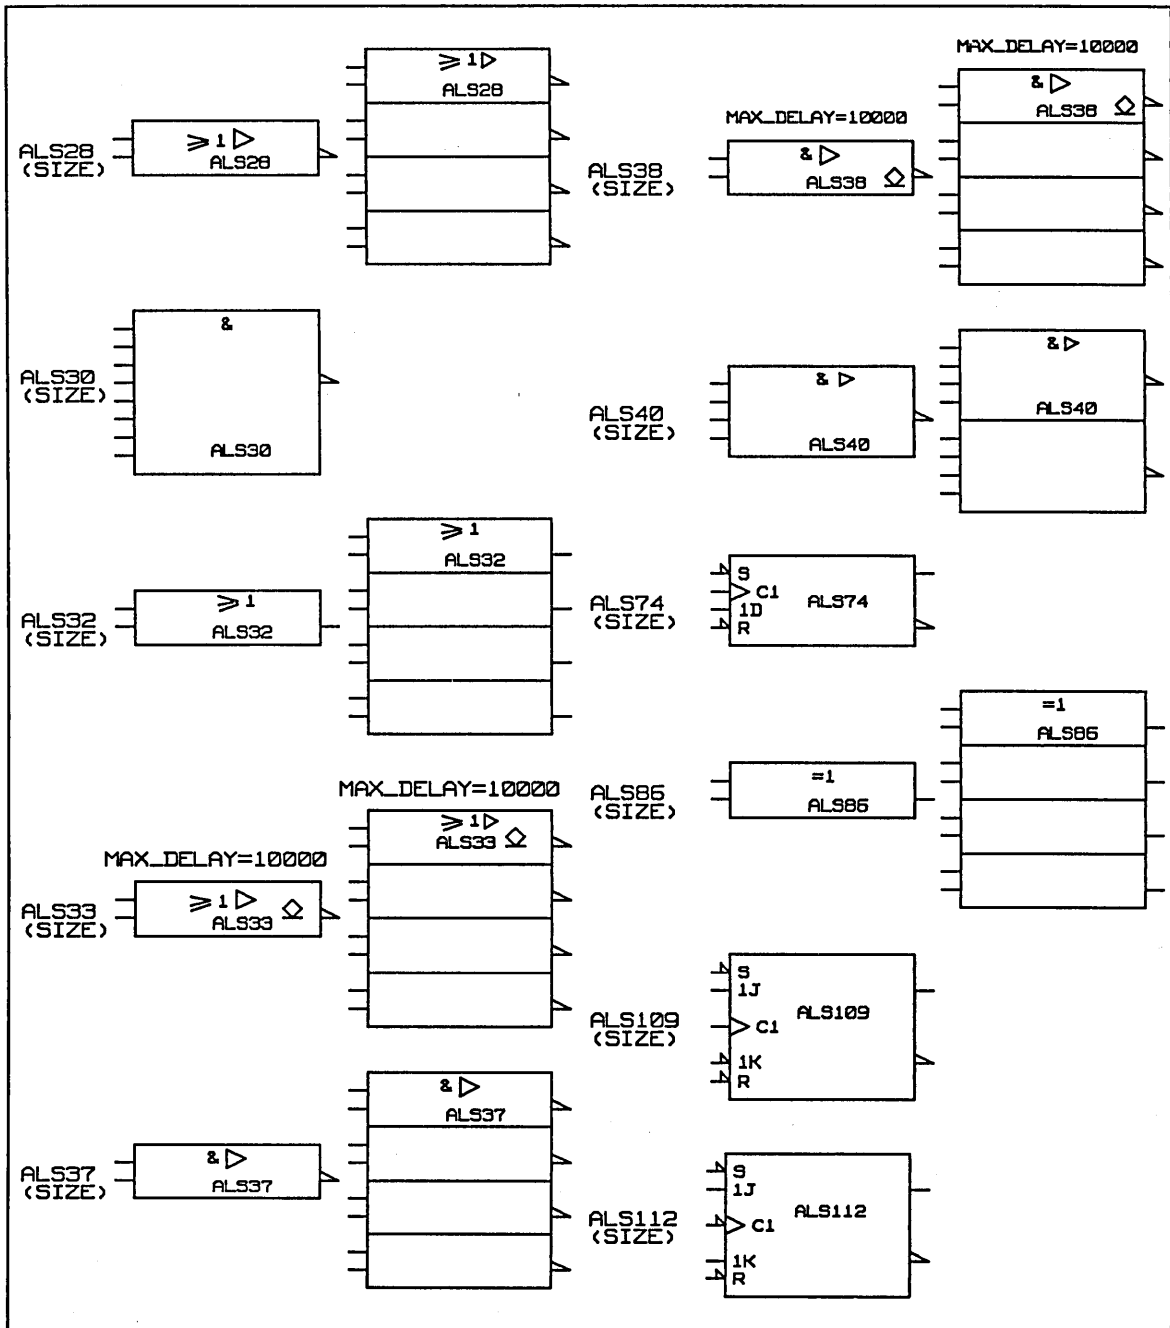 ≥1
ALS28
ALS28
(SIZE)
≥1
ALS28
&
ALS30
(SIZE)
ALS30
≥1
ALS32
ALS32
(SIZE)
≥1
ALS32
MAX_DELAY=10000
≥1
ALS33
MAX_DELAY=10000
ALS33
(SIZE)
≥1
ALS33
&
ALS37
ALS37
(SIZE)
&
ALS37
MAX_DELAY=10000
&
ALS38
MAX_DELAY=10000
ALS38
(SIZE)
&
ALS38
&
ALS40
ALS40
(SIZE)
&
ALS40
ALS74
(SIZE)
S
C1
1D
R
ALS74
=1
ALS86
ALS86
(SIZE)
=1
ALS86
ALS109
(SIZE)
S
1J
C1
1K
R
ALS109
ALS112
(SIZE)
S
1J
C1
1K
R
ALS112